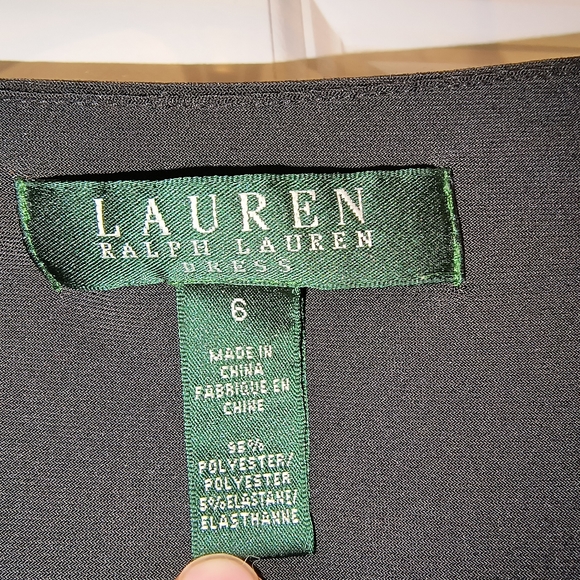 LAUREN
RALPH LAUREN
DRESS
6
MADE IN
CHINA
FABRIQUE EN
CHINE
95%
POLYESTER/
POLYESTER
5%ELASTANE/
ELASTHANNE